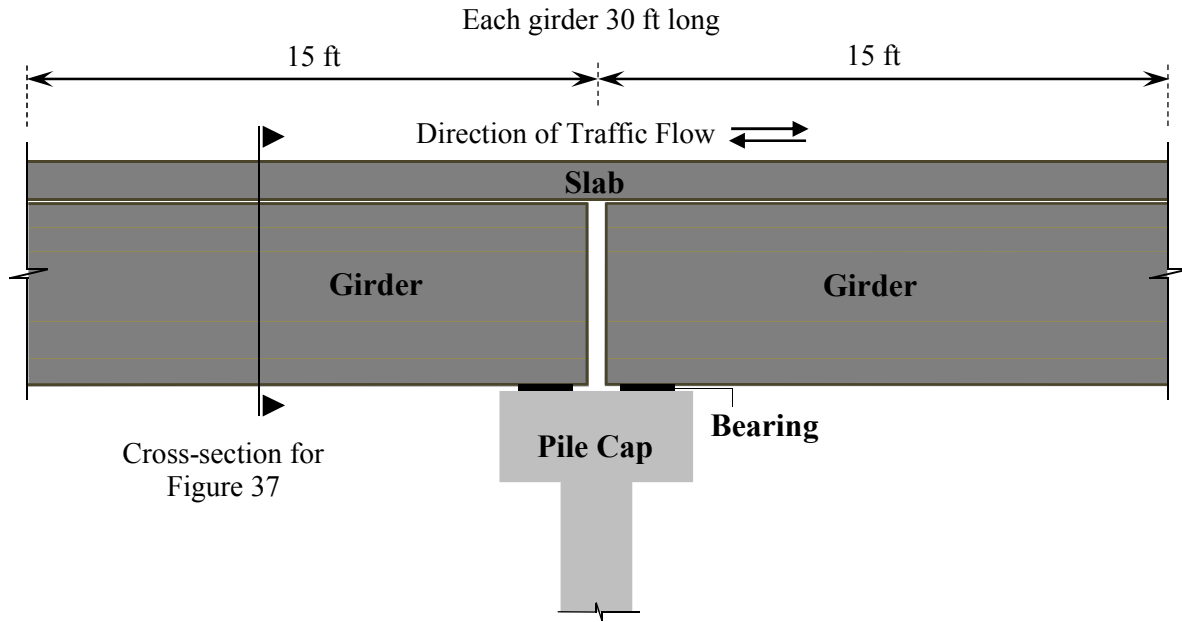 Each girder 30 ft long
15 ft
15 ft
Direction of Traffic Flow
Slab
Girder
Girder
Bearing
Pile Cap
Cross-section for
Figure 37